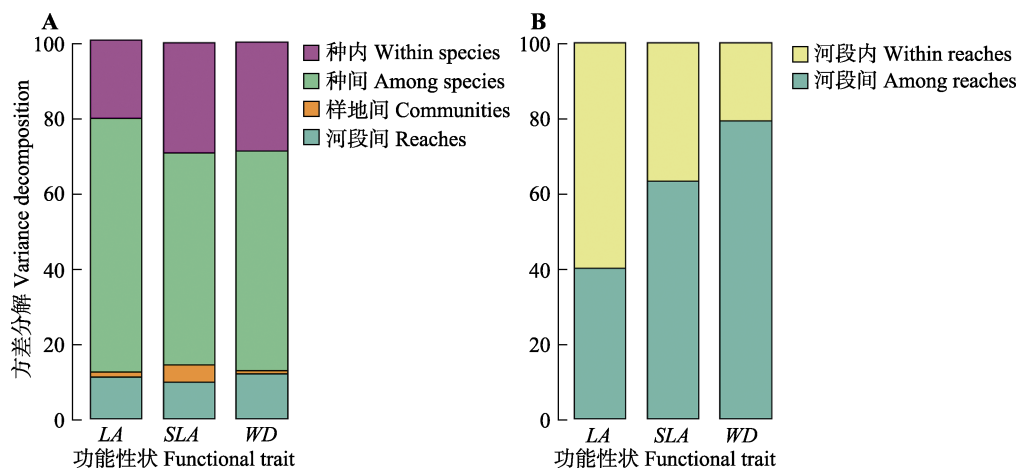 A
方差分解 Variance decomposition
100
80
60
40
20
0
LA SLA WD
功能性状 Functional trait
种内 Within species
种间 Among species
样地间 Communities
河段间 Reaches
B
100
80
60
40
20
0
LA SLA WD
功能性状 Functional trait
河段内 Within reaches
河段间 Among reaches